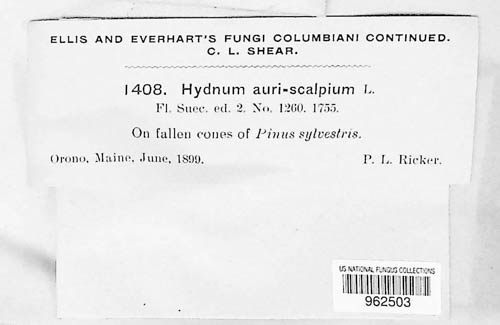 ELLIS AND EVERHART'S FUNGI COLUMBIANI CONTINUED.
C. L. SHEAR.
1408. Hydnum auri-scalpium L.
Fl. Suec. ed. 2. No. 1260. 1755.
On fallen cones of Pinus sylvestris.
Orono, Maine, June, 1899. P. L. Ricker.
US NATIONAL FUNGUS COLLECTIONS
962503